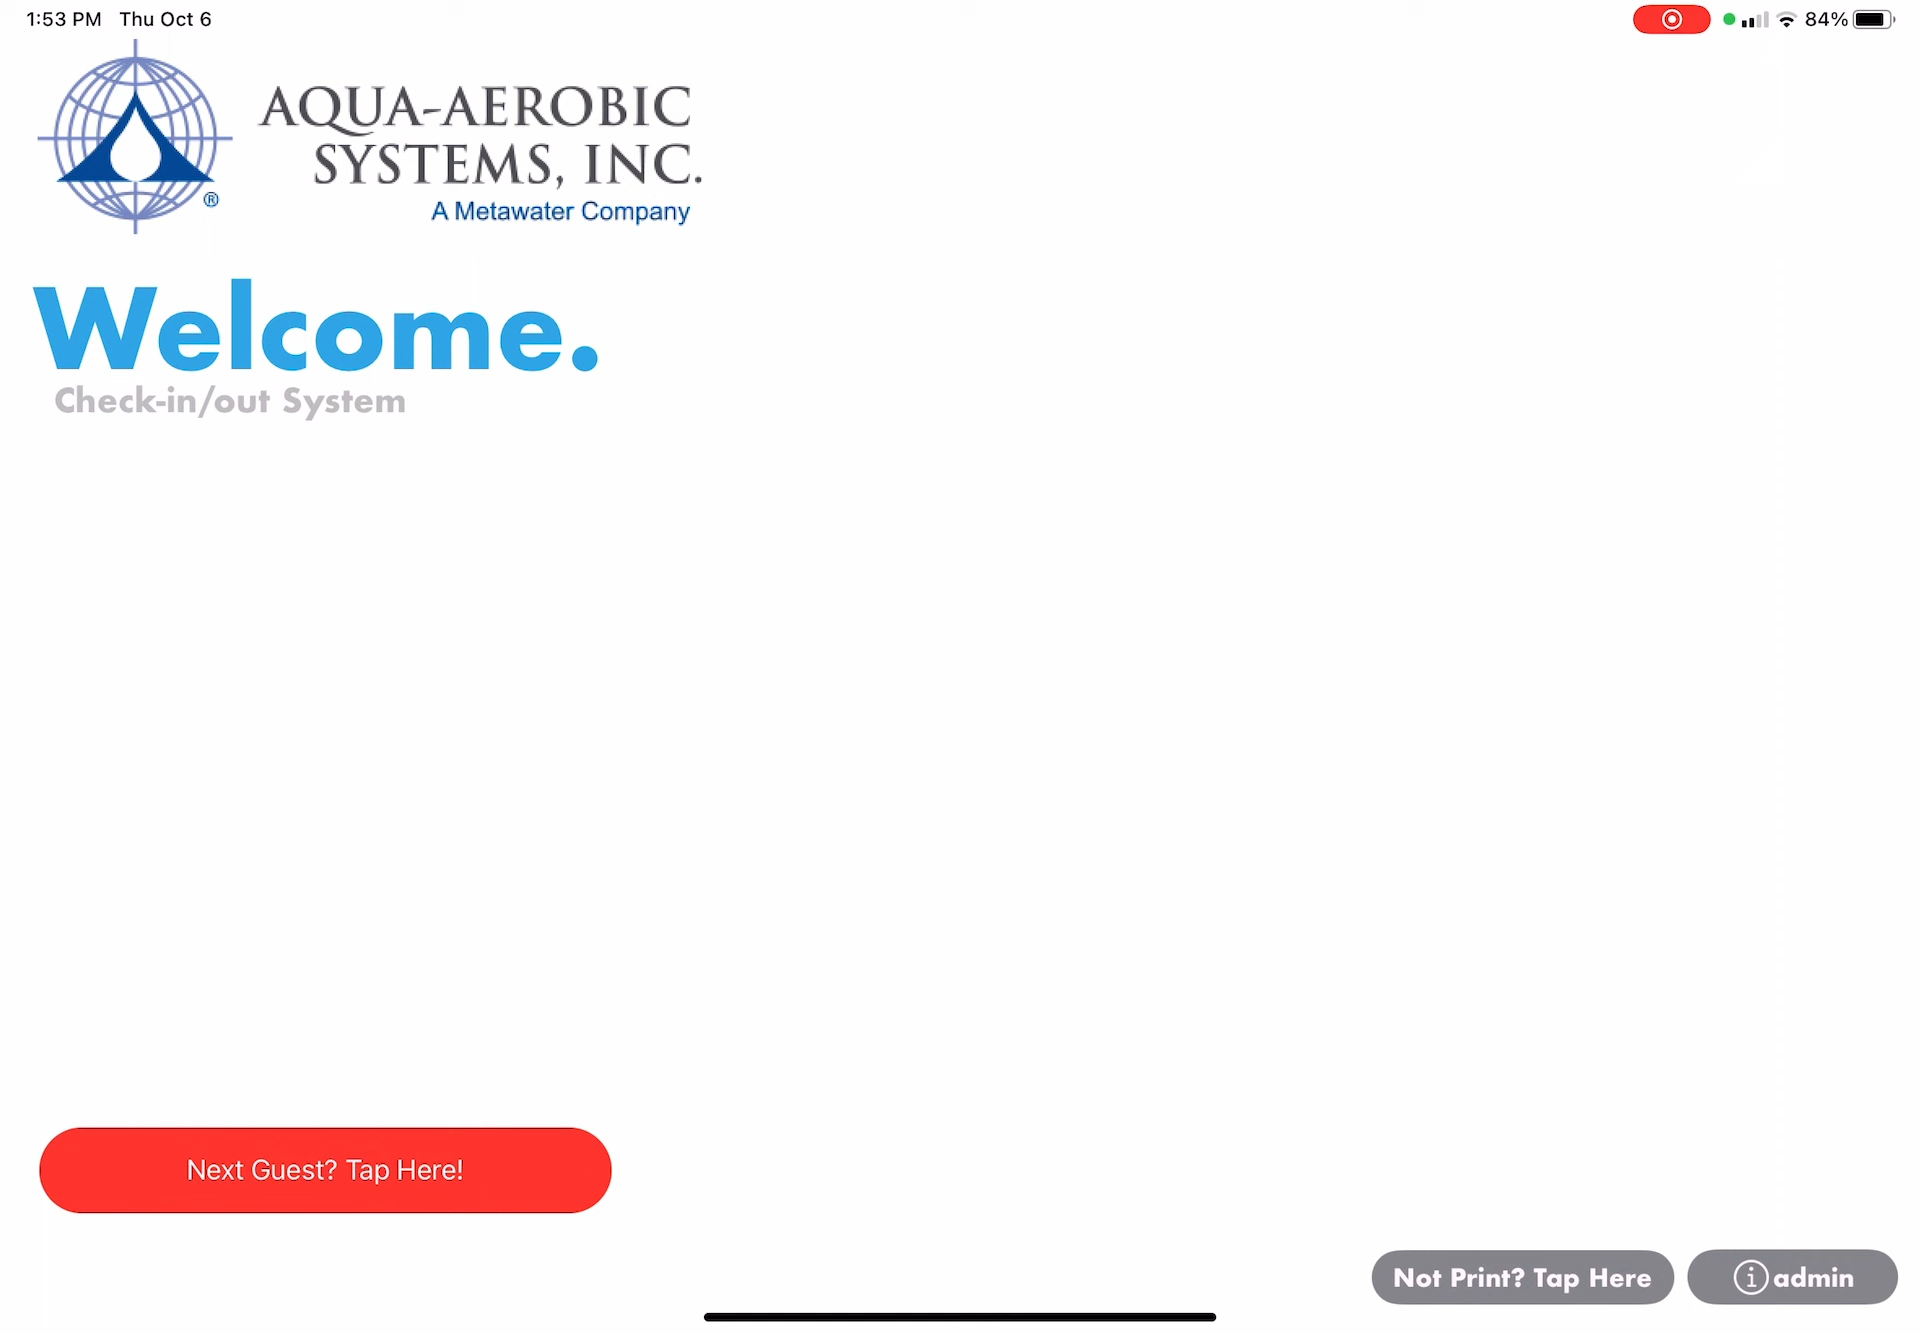 1:53 PM Thu Oct 6
84%
AQUA-AEROBIC
SYSTEMS, INC.
A Metawater Company
®
Welcome.
Check-in/out System
Next Guest? Tap Here!
Not Print? Tap Here
i admin